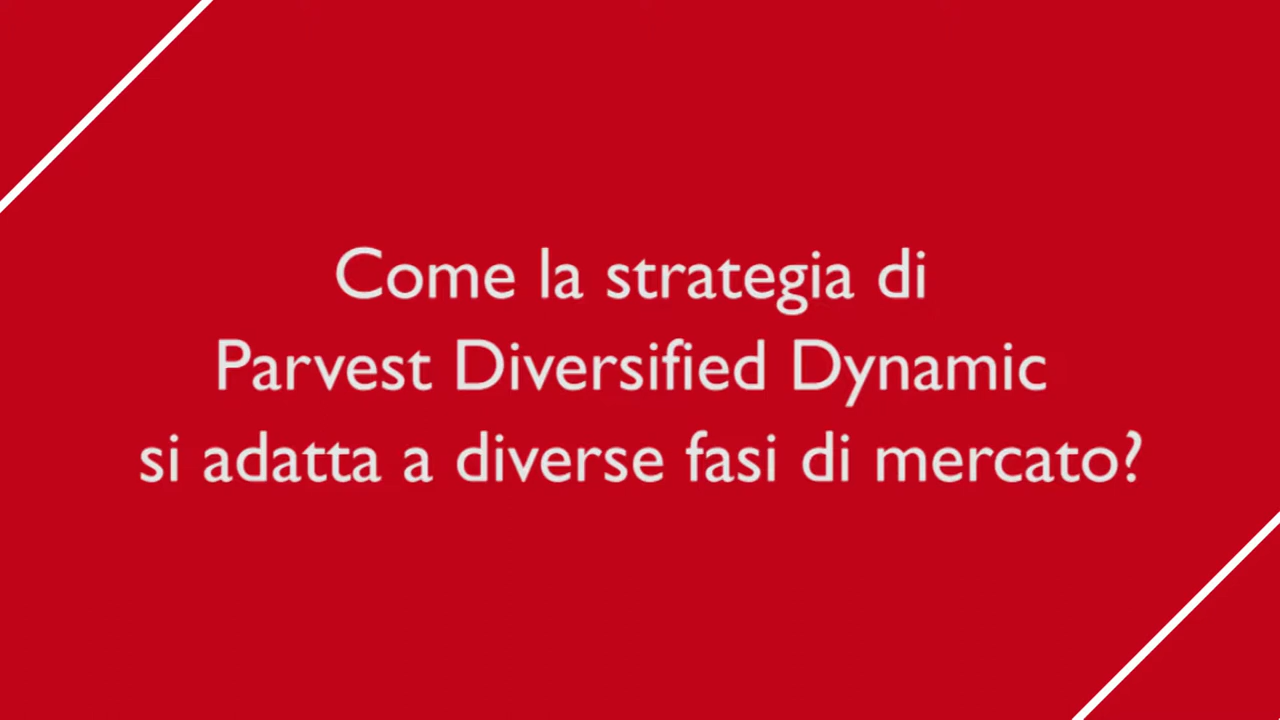 Come la strategia di
Parvest Diversified Dynamic
si adatta a diverse fasi di mercato?